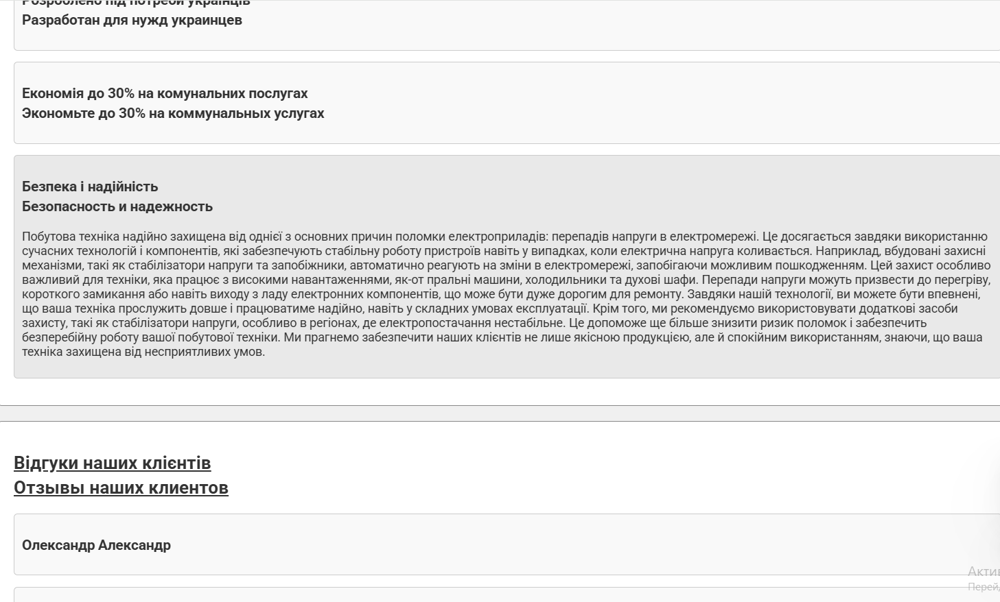 Розроблено під потреби українців
Разработан для нужд украинцев
Економія до 30% на комунальних послугах
Экономьте до 30% на коммунальных услугах
Безпека і надійність
Безопасность и надежность
Побутова техніка надійно захищена від однієї з основних причин поломки електроприладів: перепадів напруги в електромережі. Це досягається завдяки використанню
сучасних технологій і компонентів, які забезпечують стабільну роботу пристроїв навіть у випадках, коли електрична напруга коливається. Наприклад, вбудовані захисні
механізми, такі як стабілізатори напруги та запобіжники, автоматично реагують на зміни в електромережі, запобігаючи можливим пошкодженням. Цей захист особливо
важливий для техніки, яка працює з високими навантаженнями, як-от пральні машини, холодильники та духові шафи. Перепади напруги можуть призвести до перегріву,
короткого замикання або навіть виходу з ладу електронних компонентів, що може бути дуже дорогим для ремонту. Завдяки нашій технології, ви можете бути впевнені,
що ваша техніка прослужить довше і працюватиме надійно, навіть у складних умовах експлуатації. Крім того, ми рекомендуємо використовувати додаткові засоби
захисту, такі як стабілізатори напруги, особливо в регіонах, де електропостачання нестабільне. Це допоможе ще більше знизити ризик поломок і забезпечить
безперебійну роботу вашої побутової техніки. Ми прагнемо забезпечити наших клієнтів не лише якісною продукцією, але й спокійним використанням, знаючи, що ваша
техніка захищена від несприятливих умов.
Відгуки наших клієнтів
Отзывы наших клиентов
Олександр Александр